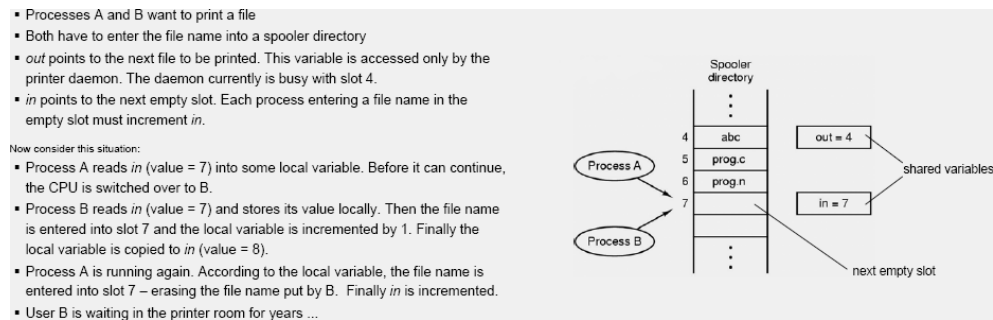 ▪ Processes A and B want to print a file
▪ Both have to enter the file name into a spooler directory
▪ out points to the next file to be printed. This variable is accessed only by the
printer daemon. The daemon currently is busy with slot 4.
▪ in points to the next empty slot. Each process entering a file name in the
empty slot must increment in.
Now consider this situation:
▪ Process A reads in (value = 7) into some local variable. Before it can continue,
the CPU is switched over to B.
▪ Process B reads in (value = 7) and stores its value locally. Then the file name
is entered into slot 7 and the local variable is incremented by 1. Finally the
local variable is copied to in (value = 8).
▪ Process A is running again. According to the local variable, the file name is
entered into slot 7 – erasing the file name put by B. Finally in is incremented.
▪ User B is waiting in the printer room for years ...
Spooler
directory
4 abc out = 4
5 prog.c
6 prog.n
7 in = 7
Process A
Process B
shared variables
next empty slot